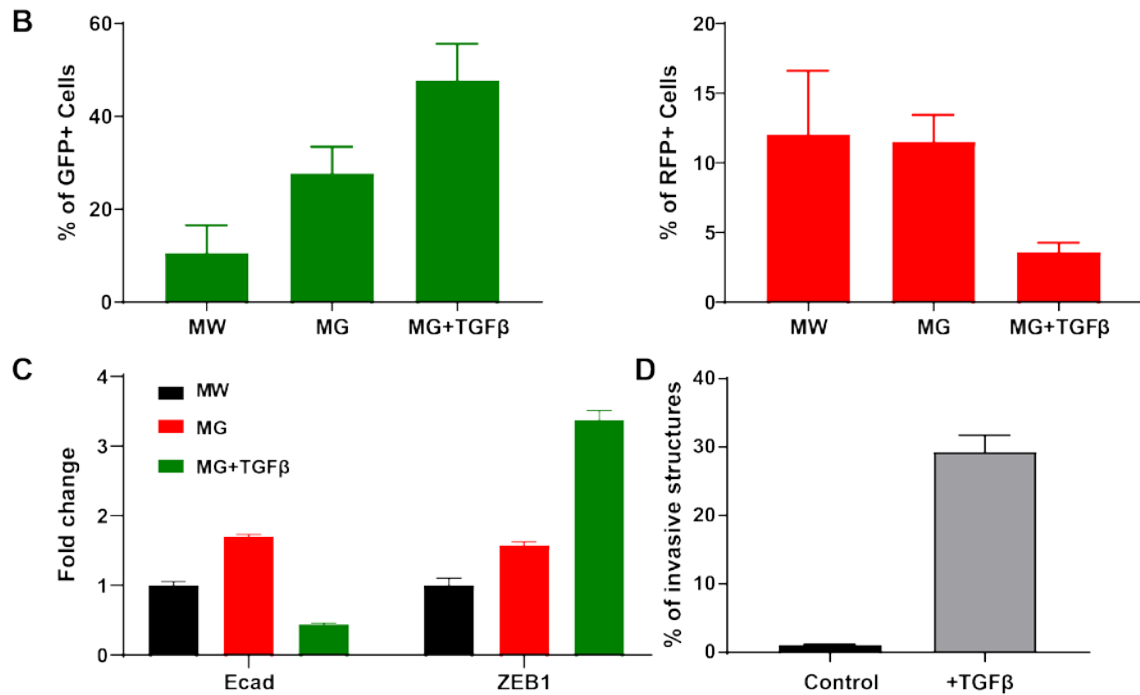 B
% of GFP+ Cells
60
40
20
0
MW MG MG+TGFβ
% of RFP+ Cells
20
15
10
5
0
MW MG MG+TGFβ
C
Fold change
4
3
2
1
0
MW
MG
MG+TGFβ
Ecad ZEB1
D
% of invasive structures
40
30
20
10
0
Control +TGFβ